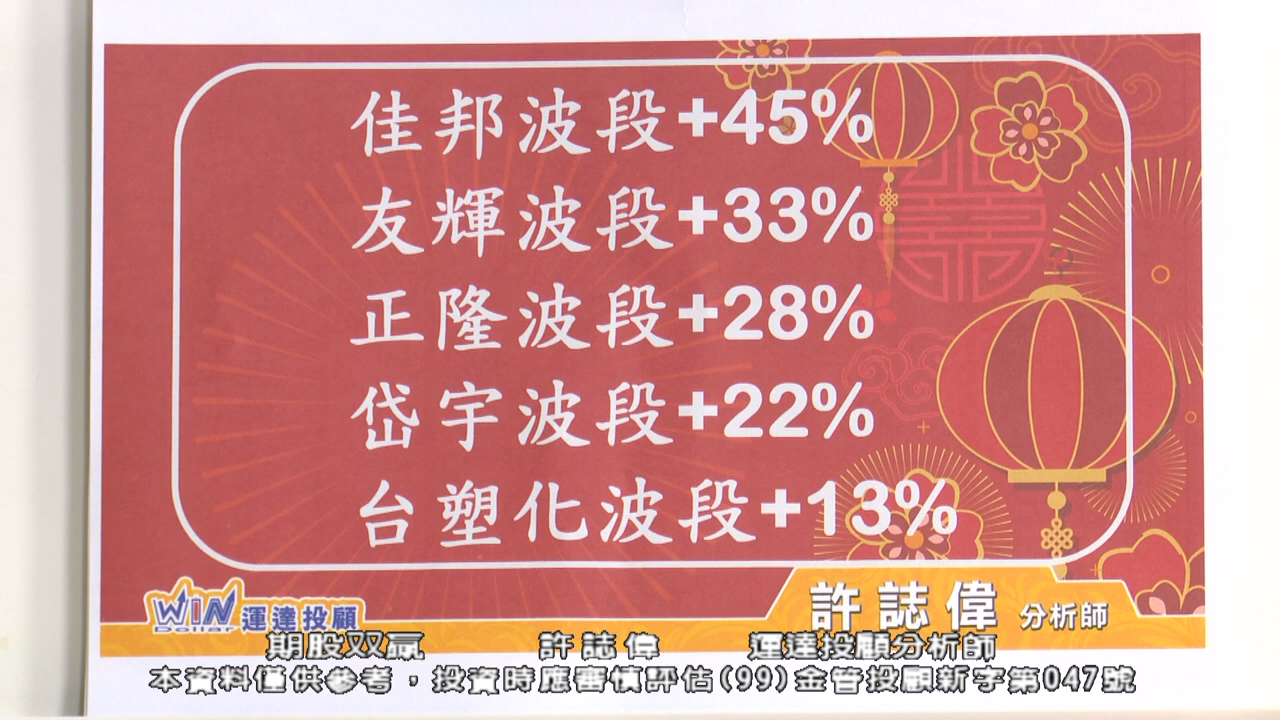 佳邦波段+45%
友輝波段+33%
正隆波段+28%
岱宇波段+22%
台塑化波段+13%
WIN Dollar 運達投顧
許誌偉 分析師
期股双贏 許誌偉 運達投顧分析師
本資料僅供參考，投資時應審慎評估(99)金管投顧新字第047號